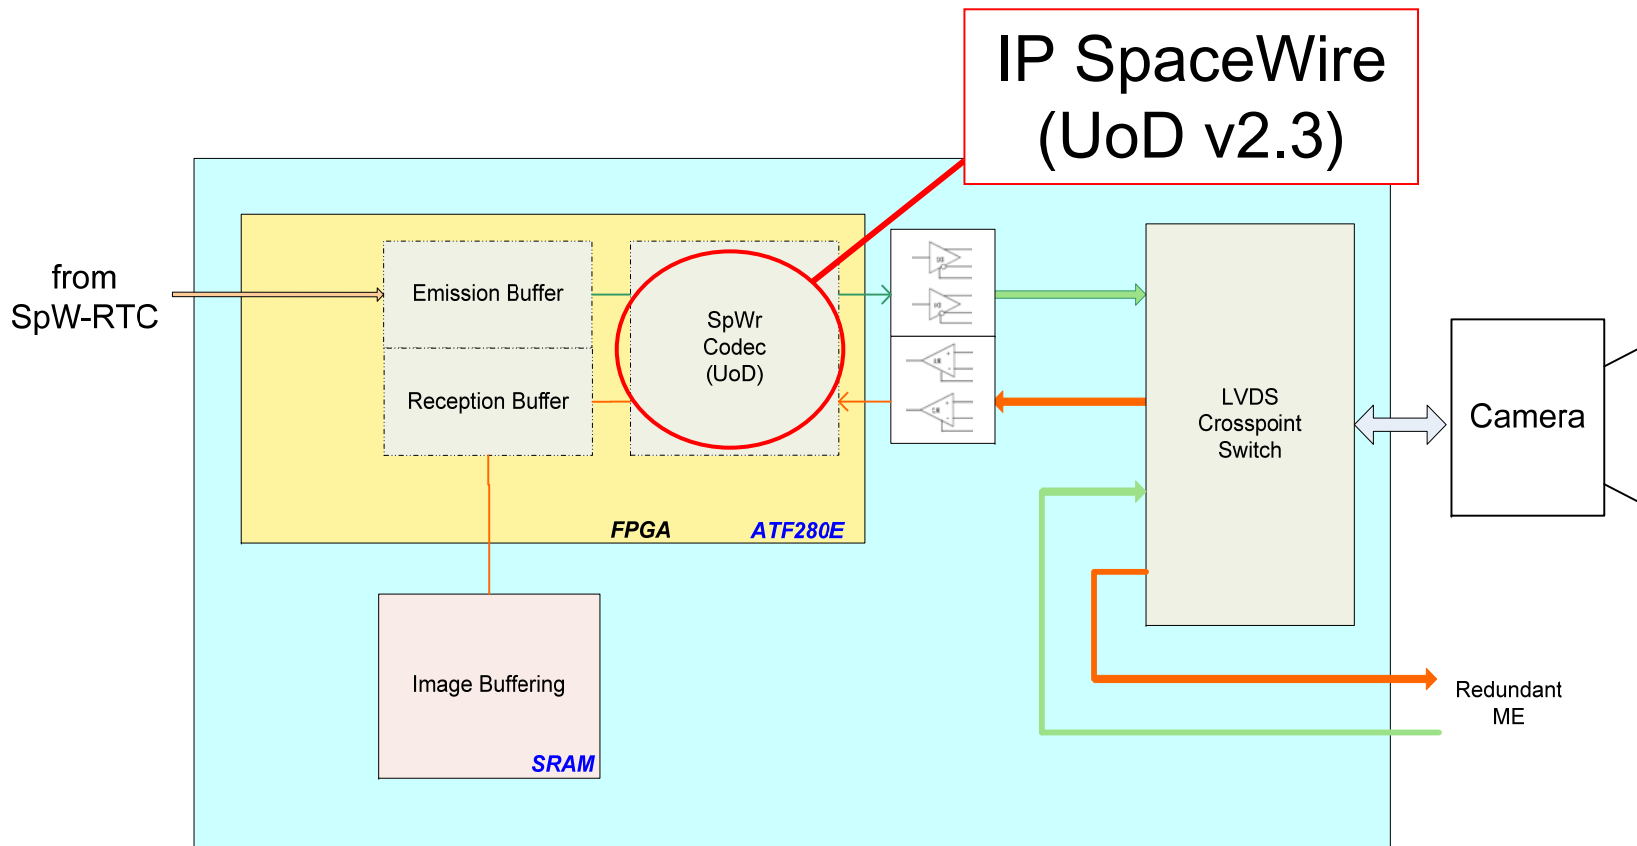 IP SpaceWire
(UoD v2.3)
from
SpW-RTC
Emission Buffer
Reception Buffer
SpWr
Codec
(UoD)
FPGA
ATF280E
LVDS
Crosspoint
Switch
Camera
Image Buffering
SRAM
Redundant
ME